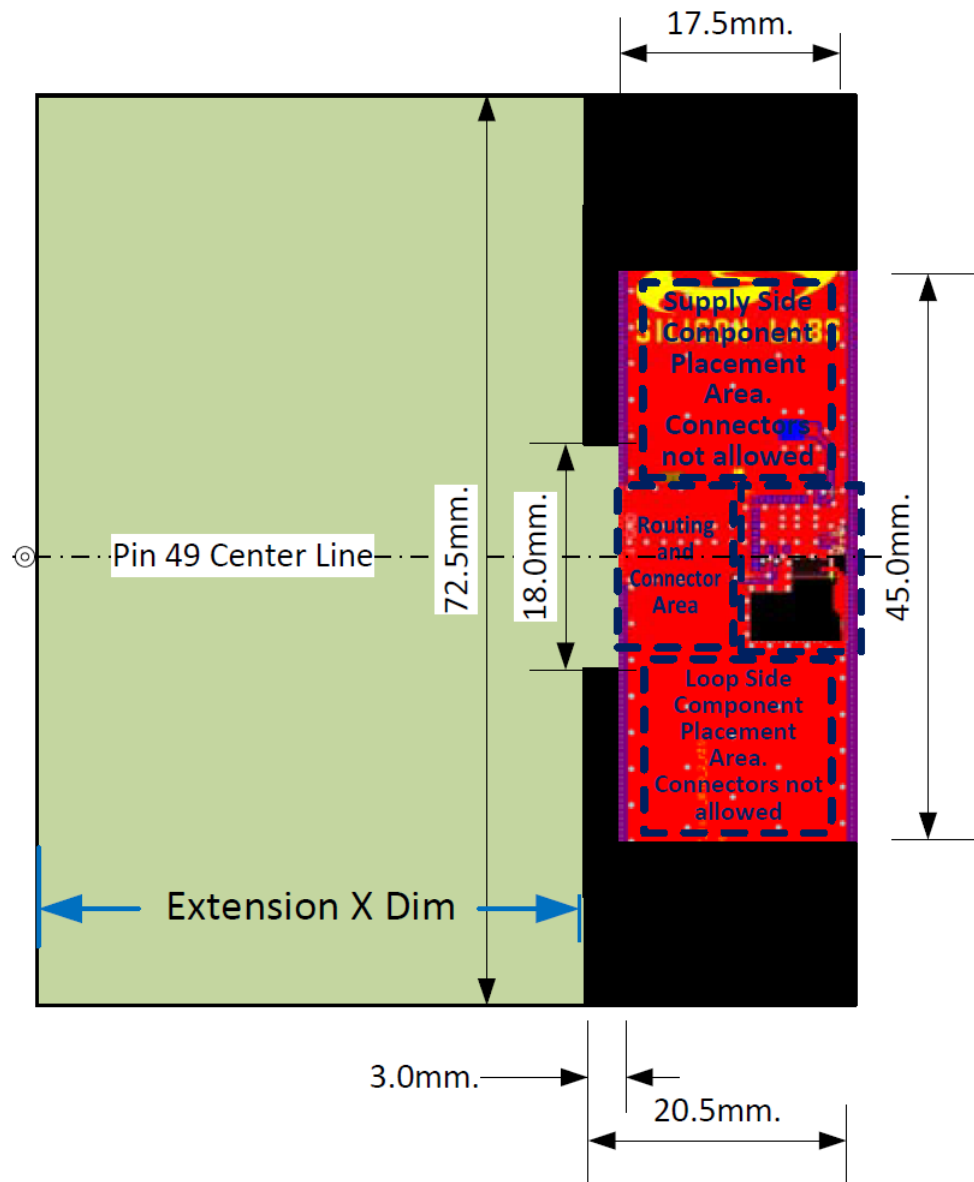 17.5mm.
Supply Side
Component
SILICON LABS
Placement
Area.
Connectors
not allowed
Routing
and
Connector
Area
Pin 49 Center Line
72.5mm.
18.0mm.
45.0mm.
Loop Side
Component
Placement
Area.
Connectors not
allowed
Extension X Dim
3.0mm.
20.5mm.